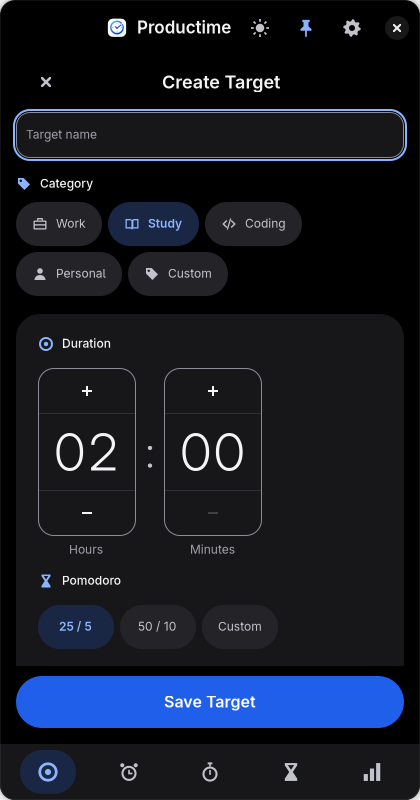 Productime
Create Target
Target name
Category
Work Study Coding
Personal Custom
Duration
02 : 00
Hours Minutes
Pomodoro
25 / 5 50 / 10 Custom
Save Target